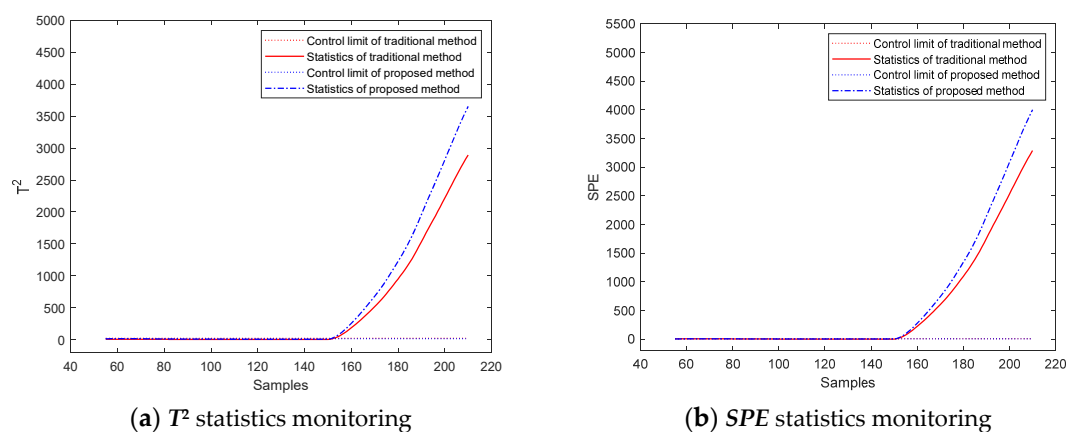 5000
4500
4000
3500
3000
2500
2000
1500
1000
500
0
T²
Control limit of traditional method
Statistics of traditional method
Control limit of proposed method
Statistics of proposed method
40 60 80 100 120 140 160 180 200 220
Samples
(a) T² statistics monitoring
5500
5000
4500
4000
3500
3000
2500
2000
1500
1000
500
0
SPE
Control limit of traditional method
Statistics of traditional method
Control limit of proposed method
Statistics of proposed method
40 60 80 100 120 140 160 180 200 220
Samples
(b) SPE statistics monitoring